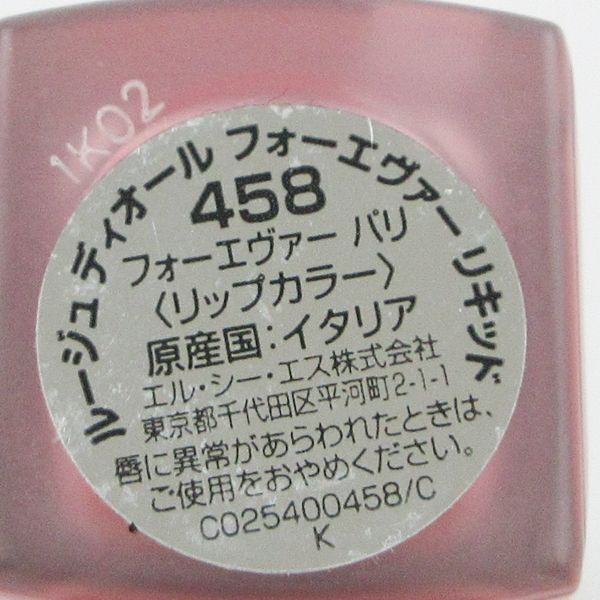 1K02
ルージュ ディオール フォーエヴァー リキッド
458
フォーエヴァー パリ
〈リップカラー〉
原産国：イタリア
エル・シー・エス株式会社
東京都千代田区平河町2-1-1
唇に異常があらわれたときは、
ご使用をおやめください。
C025400458/C
K